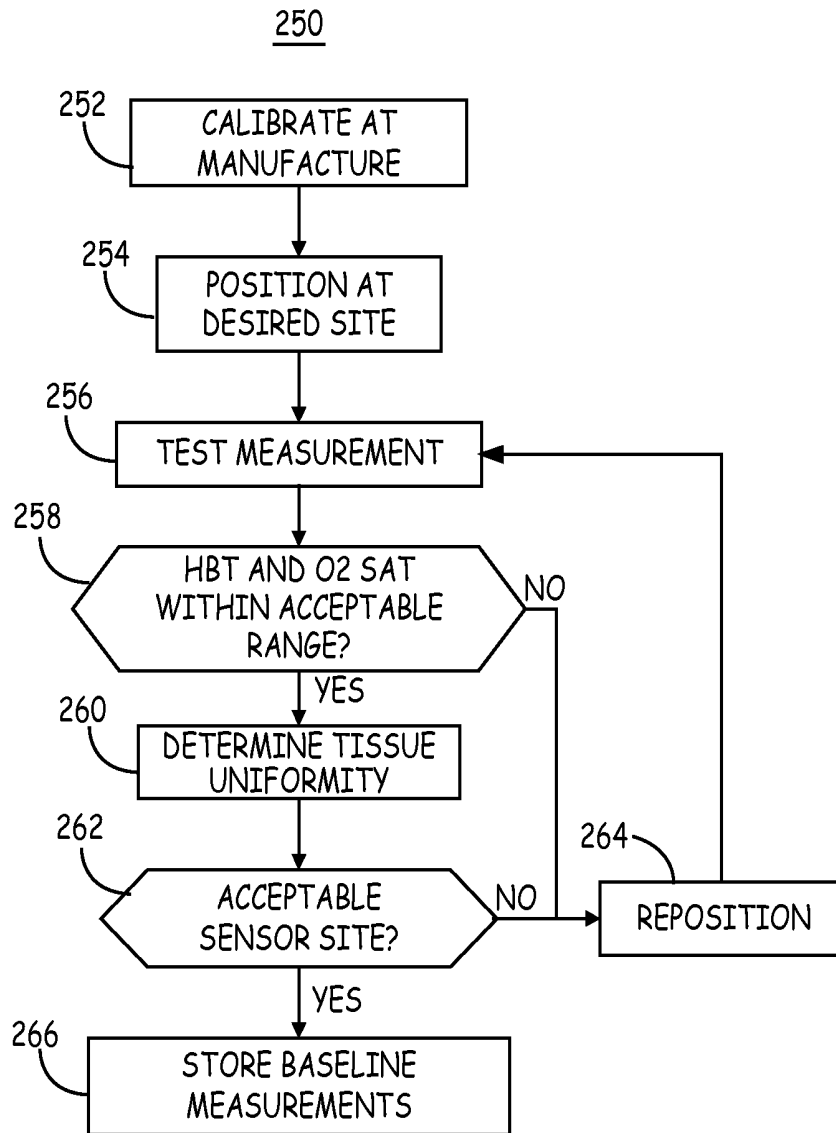 250
252
CALIBRATE AT
MANUFACTURE
254
POSITION AT
DESIRED SITE
256
TEST MEASUREMENT
258
HBT AND O2 SAT
WITHIN ACCEPTABLE
RANGE?
NO
YES
260
DETERMINE TISSUE
UNIFORMITY
262
ACCEPTABLE
SENSOR SITE?
NO
264
REPOSITION
YES
266
STORE BASELINE
MEASUREMENTS